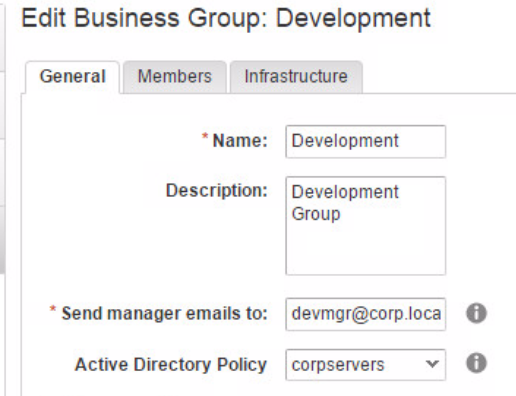 Edit Business Group: Development
General Members Infrastructure
* Name: Development
Description: Development
Group
* Send manager emails to: devmgr@corp.loca
Active Directory Policy corpservers